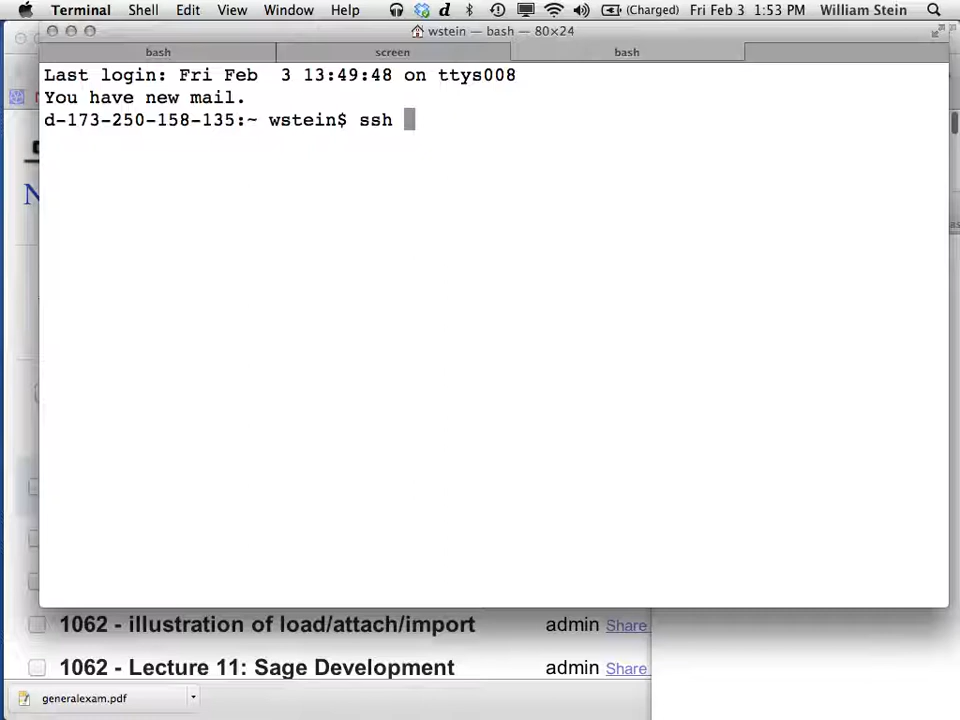 Terminal Shell Edit View Window Help d (Charged) Fri Feb 3 1:53 PM William Stein
wstein — bash — 80×24
bash screen bash
Last login: Fri Feb  3 13:49:48 on ttys008
You have new mail.
d-173-250-158-135:~ wstein$ ssh
1062 - illustration of load/attach/import admin Share
1062 - Lecture 11: Sage Development admin Share
generalexam.pdf